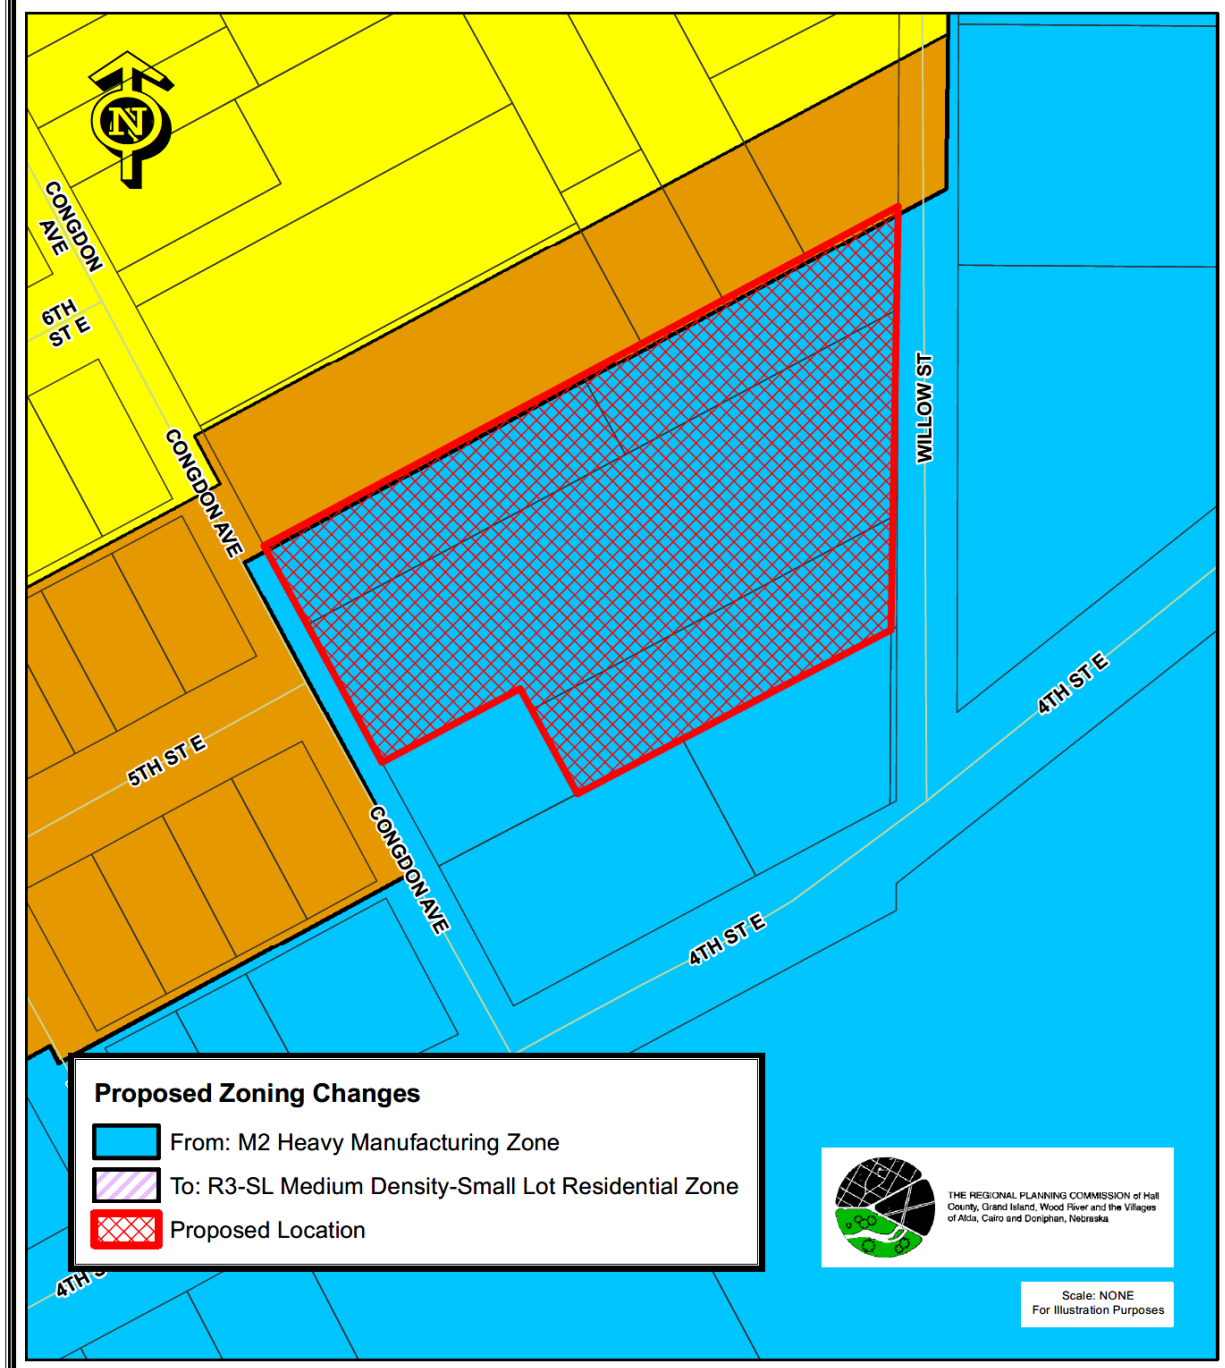 N
CONGDON
AVE
6TH
ST E
CONGDON AVE
WILLOW ST
4TH ST E
5TH ST E
CONGDON AVE
4TH ST E
Proposed Zoning Changes
From: M2 Heavy Manufacturing Zone
To: R3-SL Medium Density-Small Lot Residential Zone
Proposed Location
4TH S
THE REGIONAL PLANNING COMMISSION of Hall
County, Grand Island, Wood River and the Villages
of Alda, Cairo and Doniphan, Nebraska
Scale: NONE
For Illustration Purposes